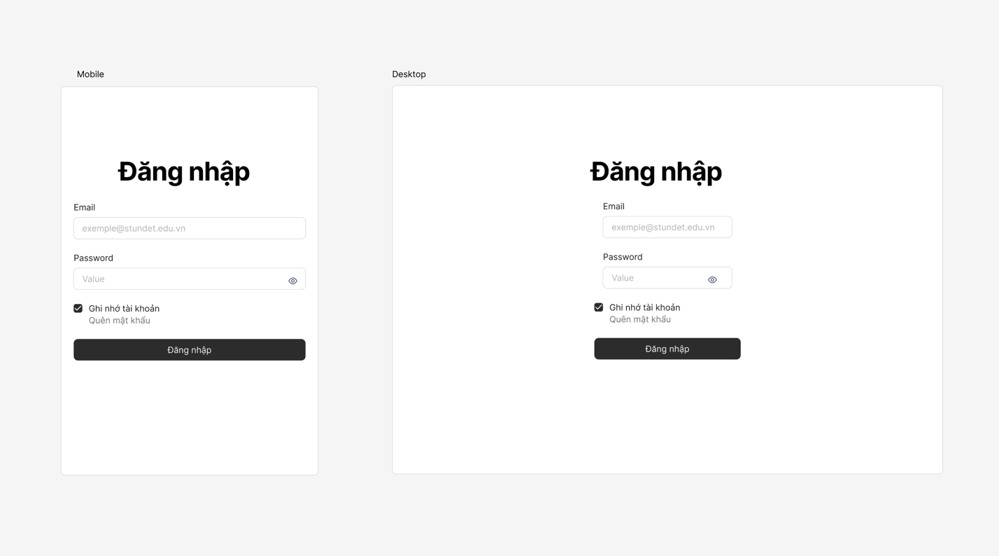 Mobile
Đăng nhập
Email
exemple@stundet.edu.vn
Password
Value
Ghi nhớ tài khoản
Quên mật khẩu
Đăng nhập
Desktop
Đăng nhập
Email
exemple@stundet.edu.vn
Password
Value
Ghi nhớ tài khoản
Quên mật khẩu
Đăng nhập